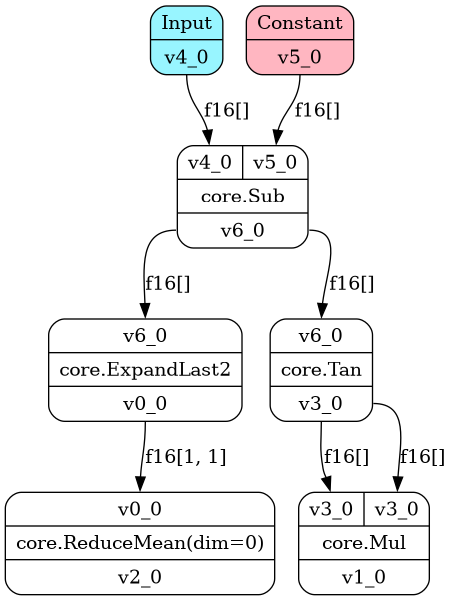 Input
v4_0
Constant
v5_0
f16[]
f16[]
v4_0
v5_0
core.Sub
v6_0
f16[]
f16[]
v6_0
core.ExpandLast2
v0_0
v6_0
core.Tan
v3_0
f16[1, 1]
f16[]
f16[]
v0_0
core.ReduceMean(dim=0)
v2_0
v3_0
v3_0
core.Mul
v1_0